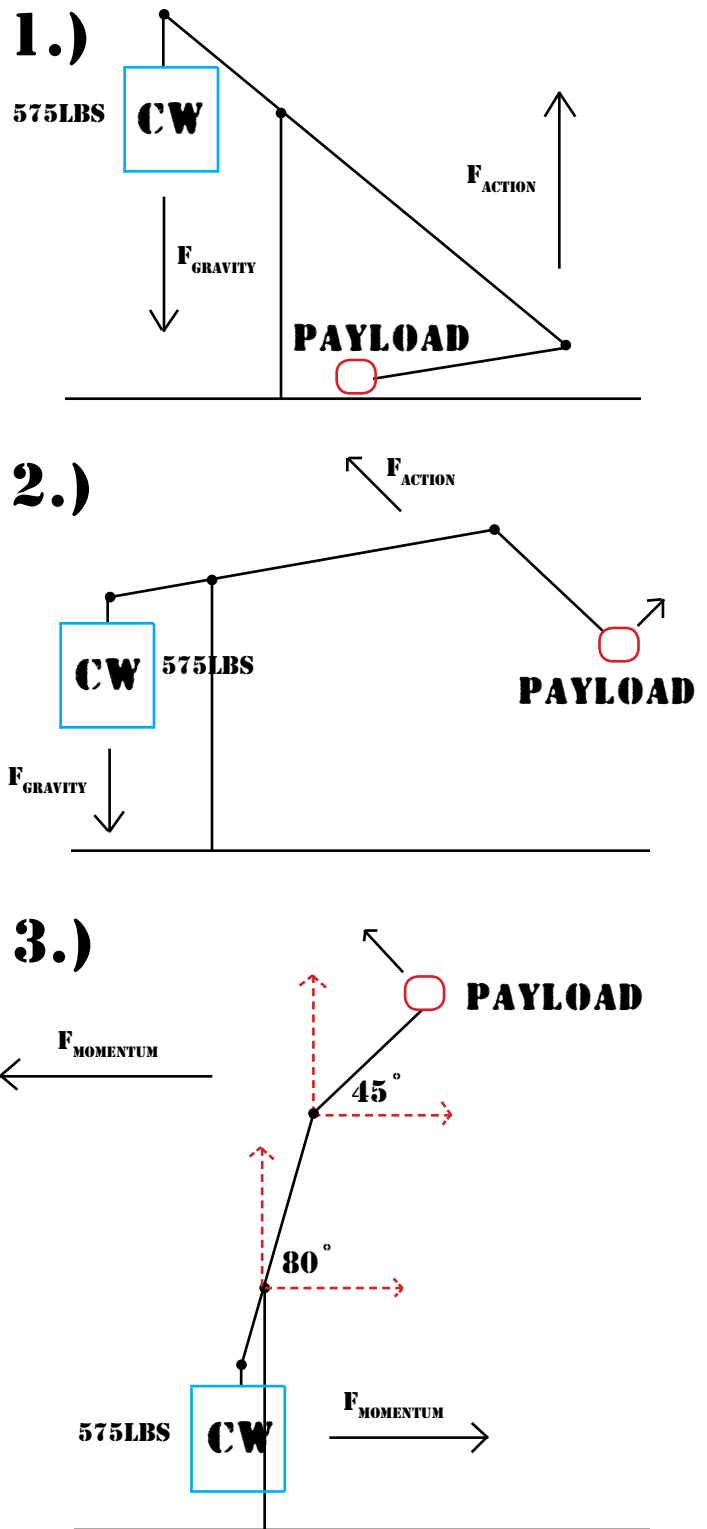 1.)
575LBS
CW
FACTION
FGRAVITY
PAYLOAD
2.)
FACTION
CW
575LBS
PAYLOAD
FGRAVITY
3.)
PAYLOAD
FMOMENTUM
45°
80°
FMOMENTUM
575LBS
CW